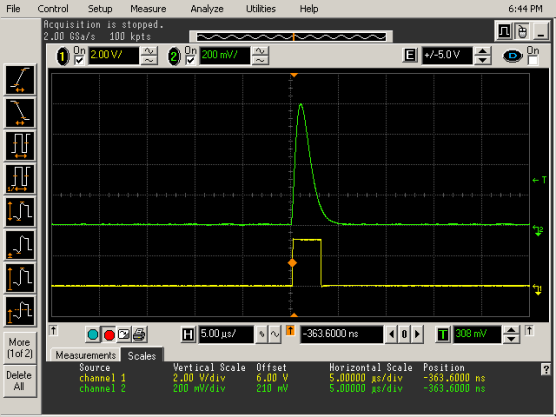 File Control Setup Measure Analyze Utilities Help 6:44 PM
Acquisition is stopped.
2.00 GSa/s 100 kpts
1 On 2.00 V/ 2 On 200 mV/ E +/-5.0 V On
T
2
1
H 5.00 µs/ -363.6000 ns 0 T 308 mV
More
(1 of 2)
Delete
All
Measurements Scales
?
Source Vertical Scale Offset Horizontal Scale Position
channel 1 2.00 V/div 6.00 V 5.00000 µs/div -363.6000 ns
channel 2 200 mV/div 210 mV 5.00000 µs/div -363.6000 ns